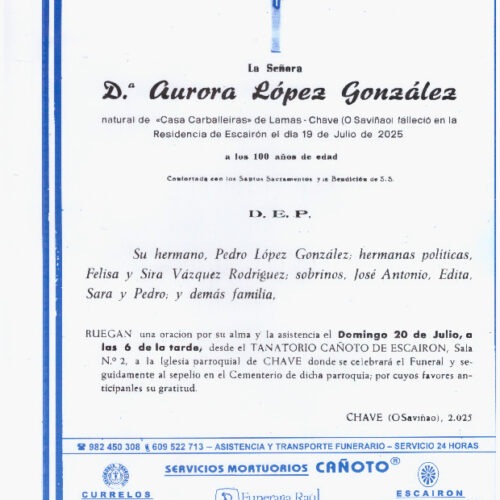 La Señora
D.ª Aurora López González
natural de «Casa Carballeiras» de Lamas - Chave (O Saviñao) falleció en la
Residencia de Escairón el dia 19 de Julio de 2025
a los 100 años de edad
Confortada con los Santos Sacramentos y la Bendición de S.S.
D. E. P.
Su hermano, Pedro López González; hermanas políticas,
Felisa y Sira Vázquez Rodríguez; sobrinos, José Antonio, Edita,
Sara y Pedro; y demás familia,
RUEGAN una oracion por su alma y la asistencia el Domingo 20 de Julio, a
las 6 de la tarde, desde el TANATORIO CAÑOTO DE ESCAIRON, Sala
N.º 2, a la Iglesia parroquial de CHAVE donde se celebrará el Funeral y se-
guidamente al sepelio en el Cementerio de dicha parroquia; por cuyos favores an-
ticipanles su gratitud.
CHAVE (O Saviñao), 2.025
☎ 982 450 308 ✆ 609 522 713 – ASISTENCIA Y TRANSPORTE FUNERARIO – SERVICIO 24 HORAS
SERVICIOS MORTUORIOS CAÑOTO®
CURRELOS
Funeraria Raúl
ESCAIRON